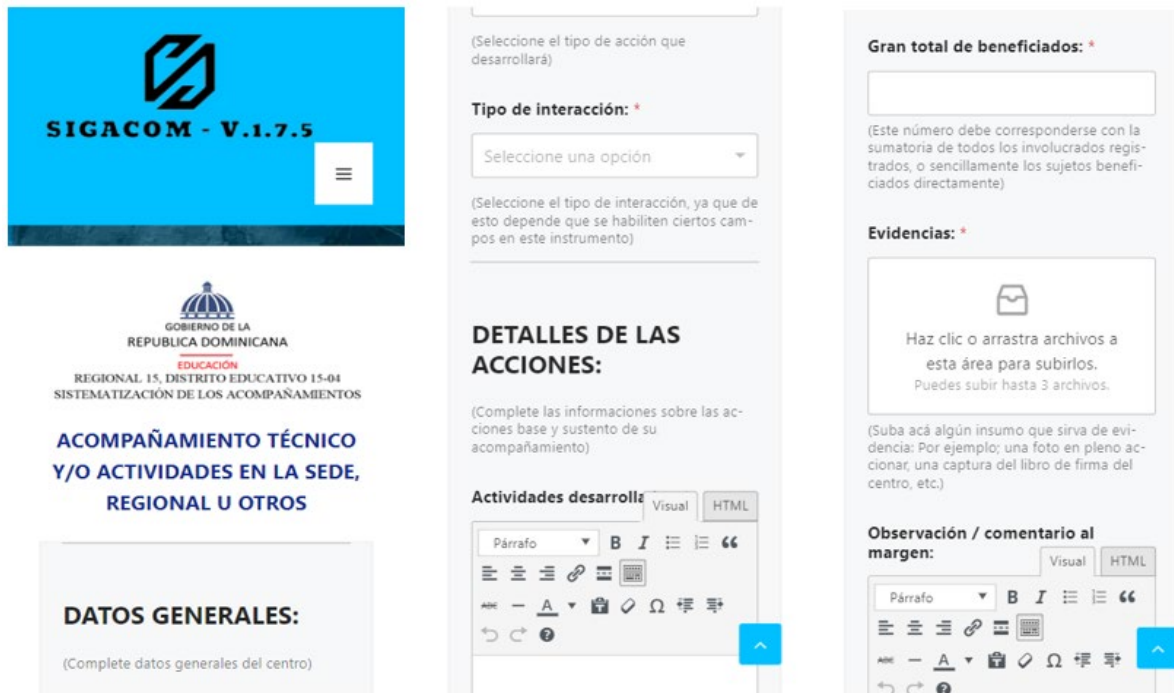 SIGACOM - V.1.7.5
GOBIERNO DE LA
REPUBLICA DOMINICANA
EDUCACIÓN
REGIONAL 15, DISTRITO EDUCATIVO 15-04
SISTEMATIZACIÓN DE LOS ACOMPAÑAMIENTOS
ACOMPAÑAMIENTO TÉCNICO
Y/O ACTIVIDADES EN LA SEDE,
REGIONAL U OTROS
DATOS GENERALES:
(Complete datos generales del centro)
(Seleccione el tipo de acción que
desarrollará)
Tipo de interacción: *
Seleccione una opción
(Seleccione el tipo de interacción, ya que de
esto depende que se habiliten ciertos cam-
pos en este instrumento)
DETALLES DE LAS
ACCIONES:
(Complete las informaciones sobre las ac-
ciones base y sustento de su
acompañamiento)
Actividades desarrolla
Visual HTML
Párrafo B I
ABC A Ω
Gran total de beneficiados: *
(Este número debe corresponderse con la
sumatoria de todos los involucrados regis-
trados, o sencillamente los sujetos benefi-
ciados directamente)
Evidencias: *
Haz clic o arrastra archivos a
esta área para subirlos.
Puedes subir hasta 3 archivos.
(Suba acá algún insumo que sirva de evi-
dencia: Por ejemplo; una foto en pleno ac-
cionar, una captura del libro de firma del
centro, etc.)
Observación / comentario al
margen:
Visual HTML
Párrafo B I
ABC A Ω